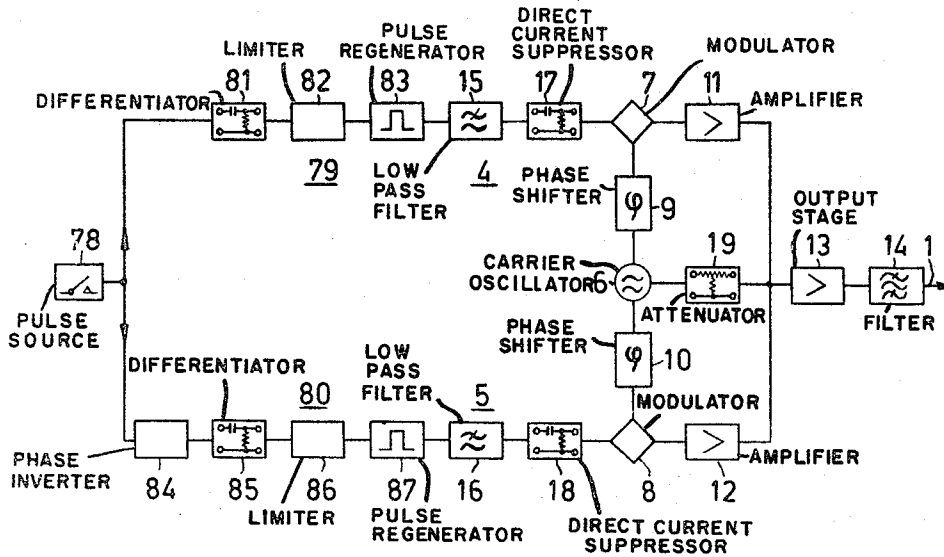 DIRECT
CURRENT
SUPPRESSOR
PULSE
REGENERATOR
LIMITER
MODULATOR
DIFFERENTIATOR
81
82
83
15
17
7
11
AMPLIFIER
79
LOW
PASS
FILTER
4
PHASE
SHIFTER
φ
9
OUTPUT
STAGE
78
CARRIER
OSCILLATOR
6
19
13
14
1
PULSE
SOURCE
ATTENUATOR
FILTER
PHASE
SHIFTER
φ
10
DIFFERENTIATOR
80
LOW
PASS
FILTER
5
MODULATOR
PHASE
INVERTER
84
85
86
87
16
18
8
12
AMPLIFIER
LIMITER
PULSE
REGENERATOR
DIRECT CURRENT
SUPPRESSOR